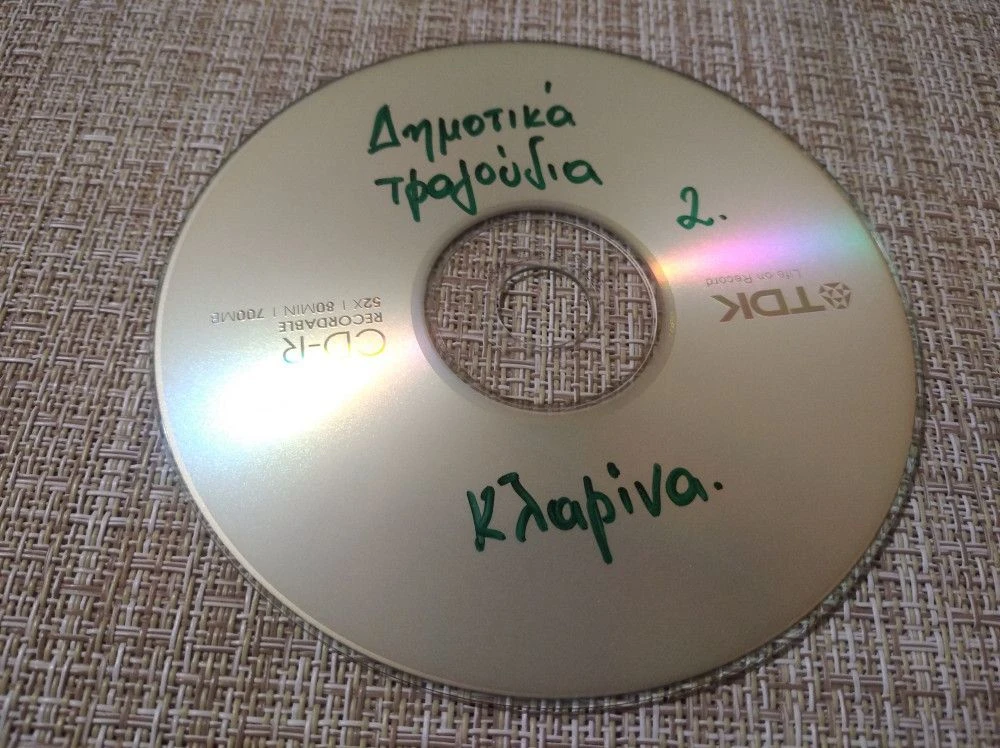 Δημοτικά
τραγούδια
2.
Life on Record
TDK
CD-R
RECORDABLE
52X | 80MIN | 700MB
Κλαρίνα.